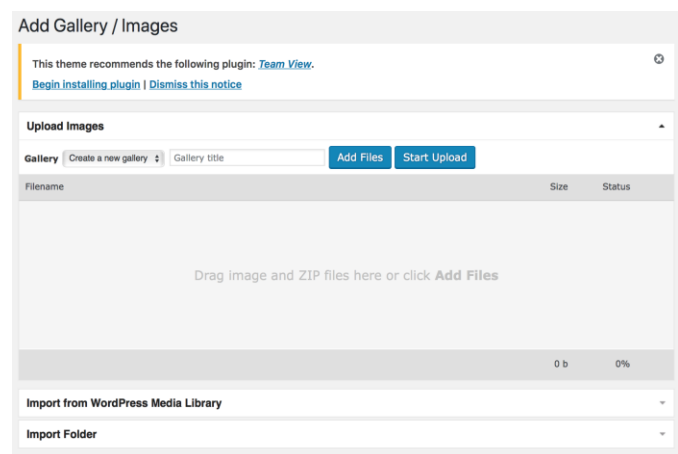 Add Gallery / Images
This theme recommends the following plugin: Team View.
Begin installing plugin | Dismiss this notice
Upload Images
Gallery Create a new gallery Gallery title Add Files Start Upload
Filename Size Status
Drag image and ZIP files here or click Add Files
0 b 0%
Import from WordPress Media Library
Import Folder